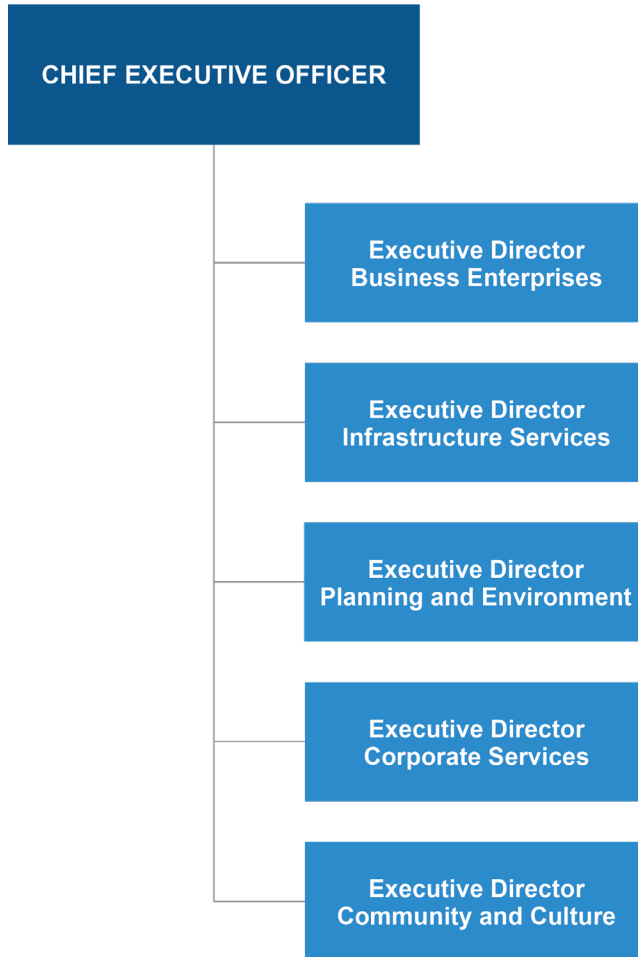 CHIEF EXECUTIVE OFFICER
Executive Director
Business Enterprises
Executive Director
Infrastructure Services
Executive Director
Planning and Environment
Executive Director
Corporate Services
Executive Director
Community and Culture